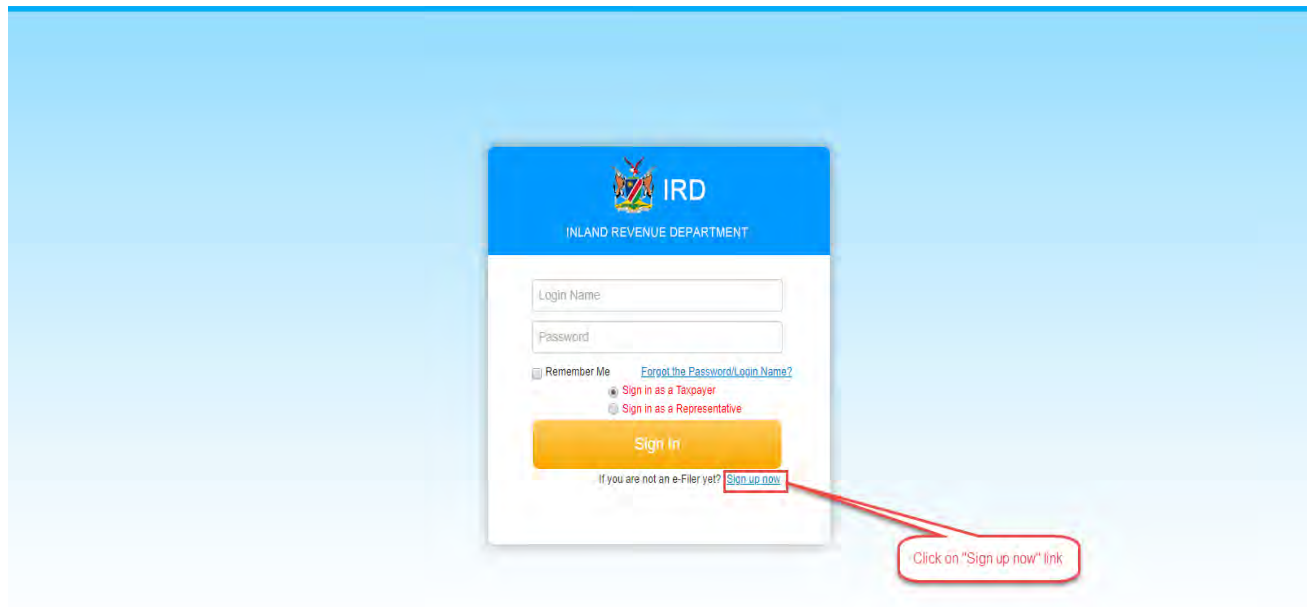 IRD
INLAND REVENUE DEPARTMENT
Login Name
Password
Remember Me Forgot the Password/Login Name?
Sign in as a Taxpayer
Sign in as a Representative
Sign In
If you are not an e-Filer yet? Sign up now
Click on "Sign up now" link